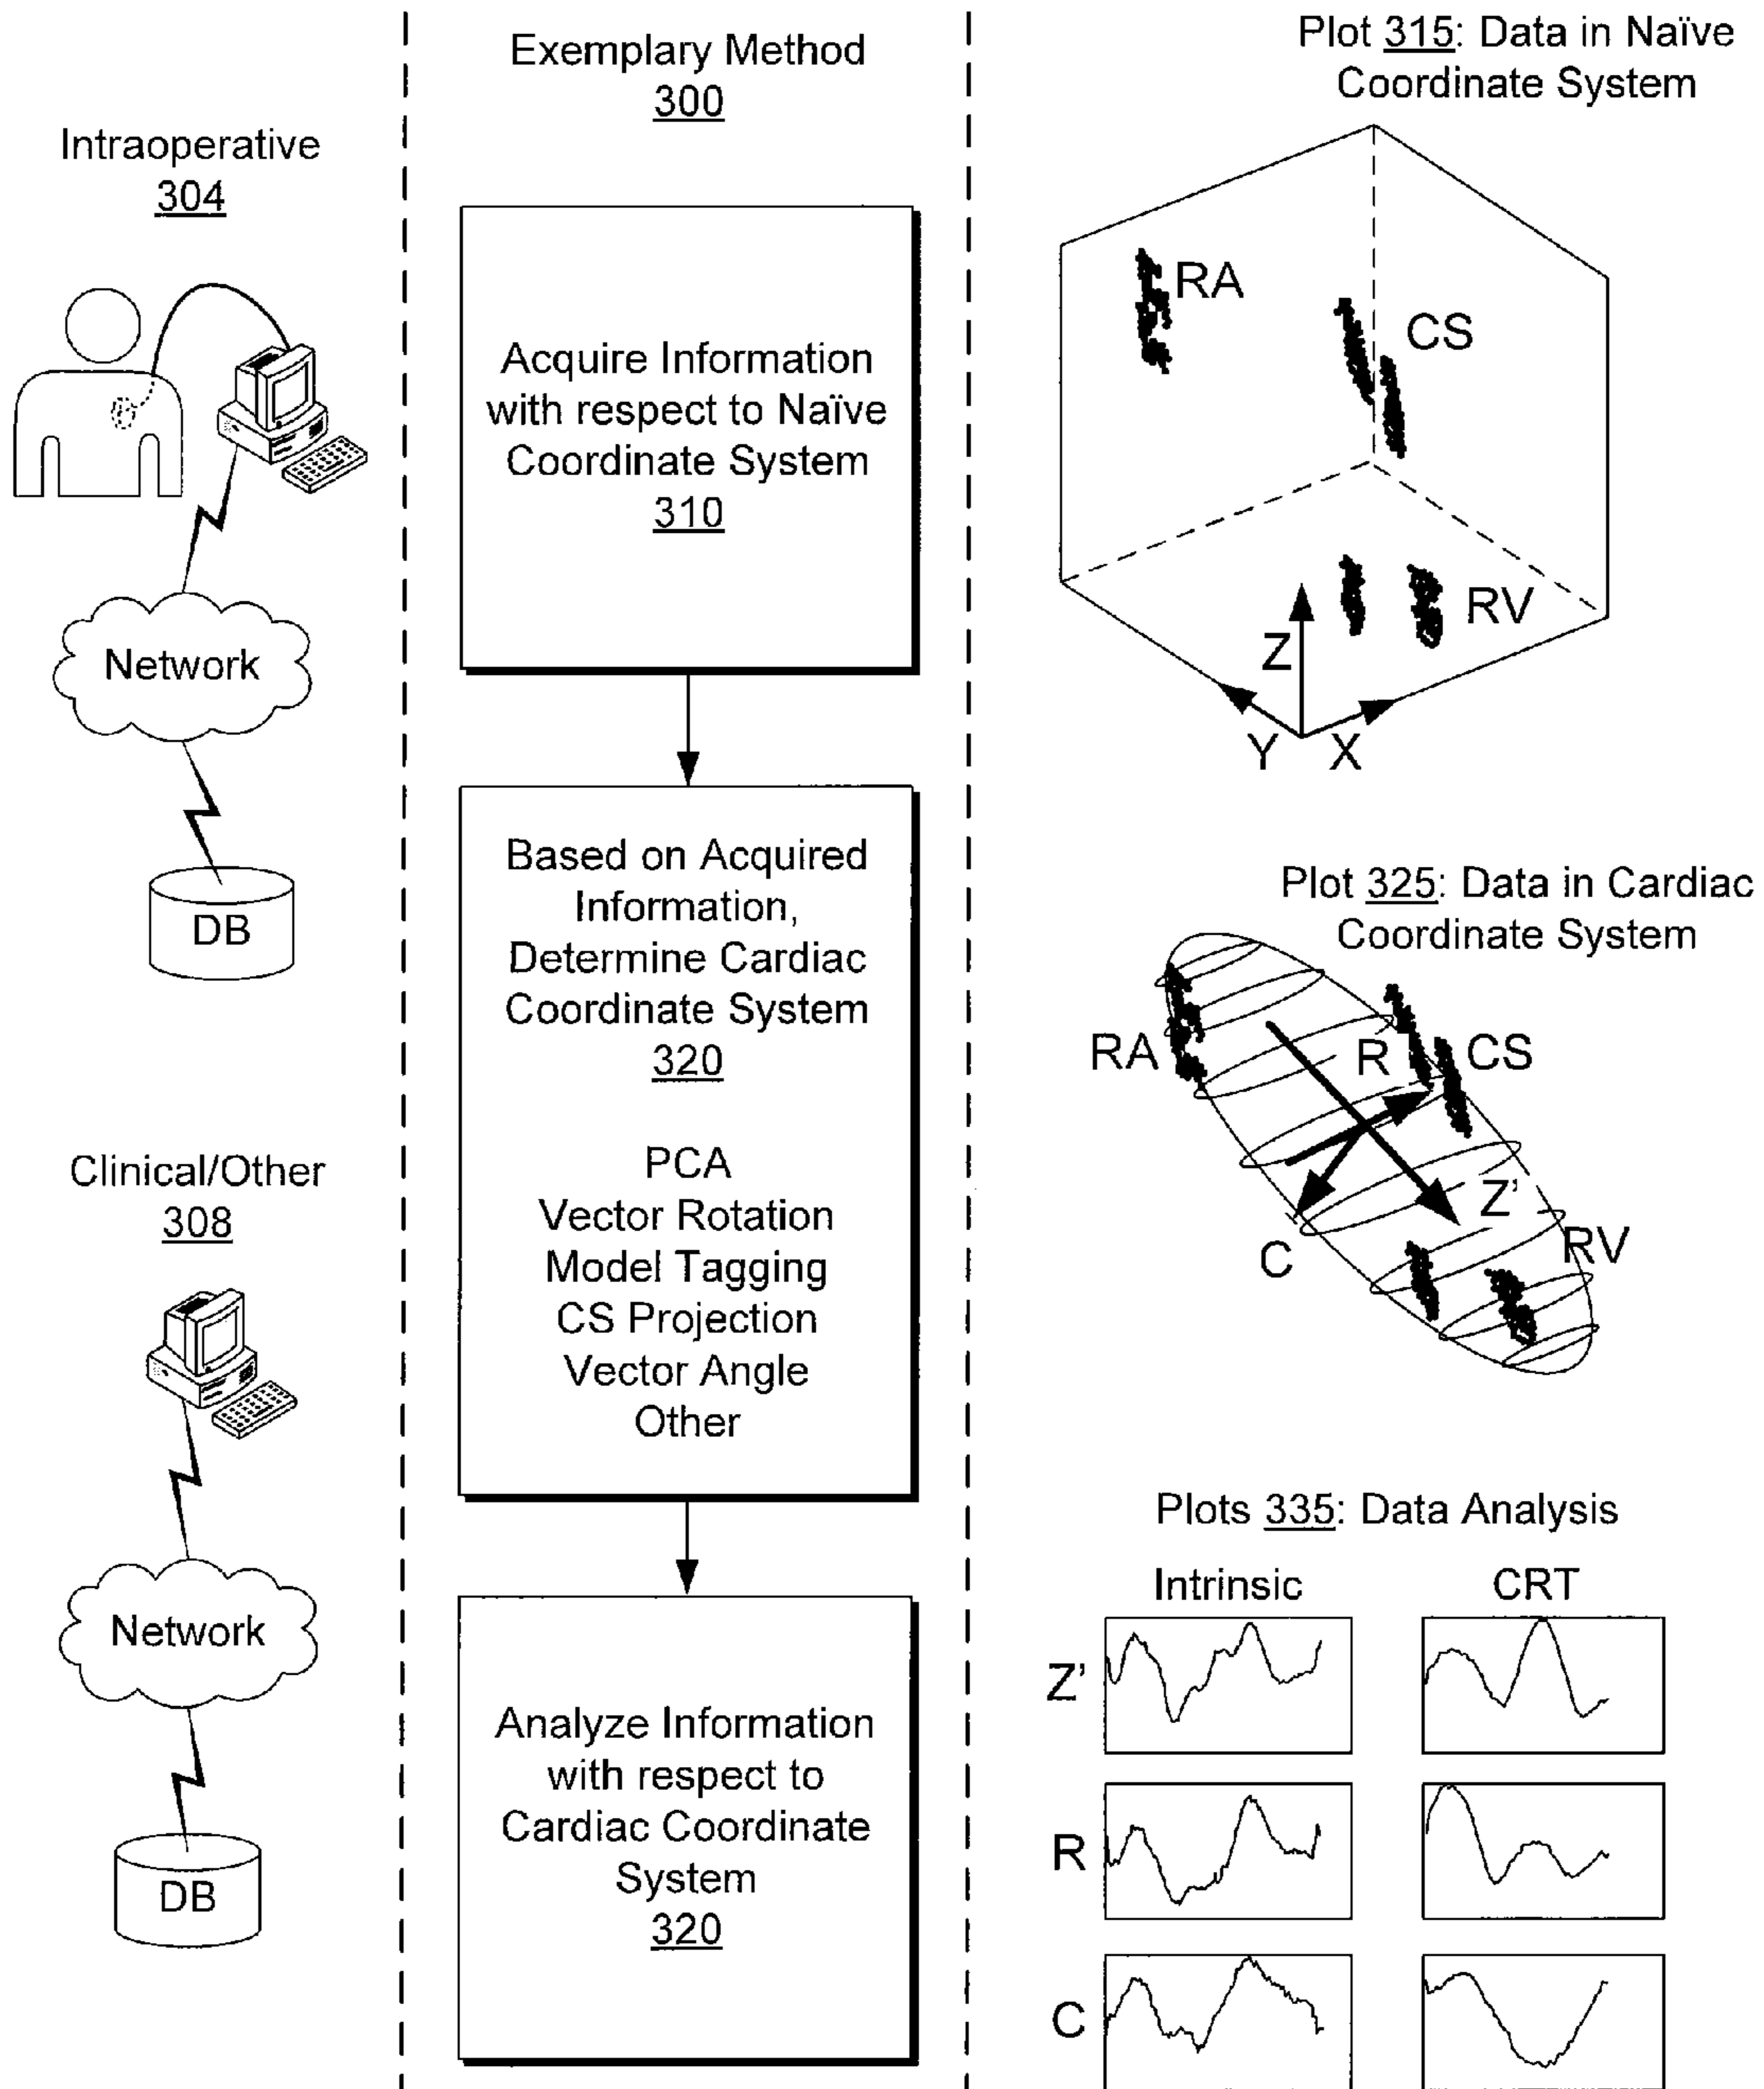 Intraoperative
304
Network
DB
Clinical/Other
308
Network
DB
Exemplary Method
300
Acquire Information
with respect to Naïve
Coordinate System
310
Based on Acquired
Information,
Determine Cardiac
Coordinate System
320
PCA
Vector Rotation
Model Tagging
CS Projection
Vector Angle
Other
Analyze Information
with respect to
Cardiac Coordinate
System
320
Plot 315: Data in Naïve
Coordinate System
RA
CS
RV
Z
Y
X
Plot 325: Data in Cardiac
Coordinate System
RA
R
CS
Z'
C
RV
Plots 335: Data Analysis
Intrinsic
CRT
Z'
R
C